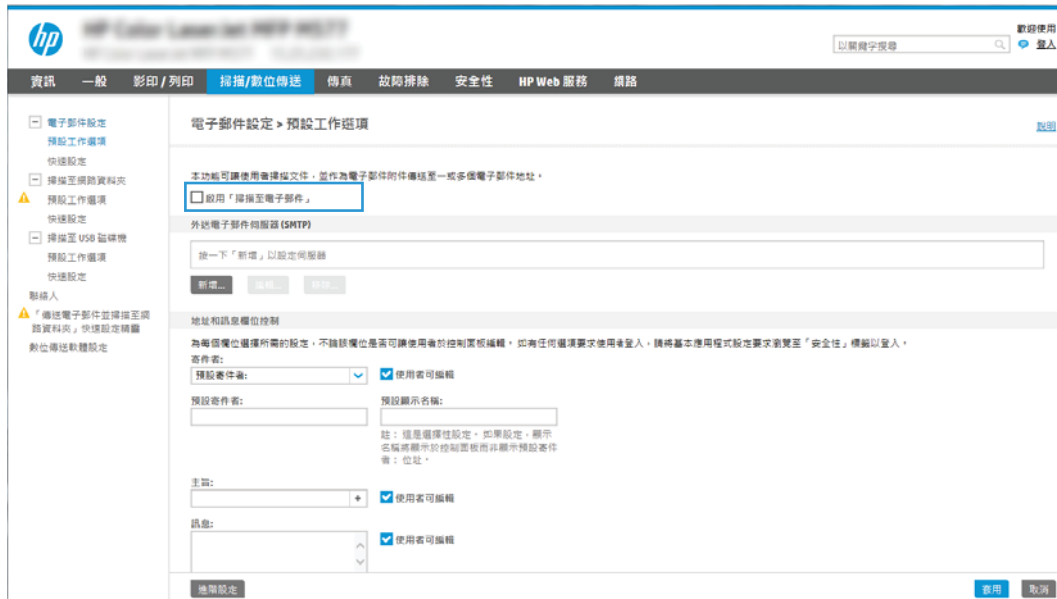 hp
歡迎使用
以關鍵字搜尋
登入
資訊 一般 影印 / 列印 掃描/數位傳送 傳真 故障排除 安全性 HP Web 服務 網路
電子郵件設定
預設工作選項
快速設定
掃描至網路資料夾
預設工作選項
快速設定
掃描至 USB 磁碟機
預設工作選項
快速設定
聯絡人
「傳送電子郵件並掃描至網
路資料夾」快速設定精靈
數位傳送軟體設定
電子郵件設定 > 預設工作選項
說明
本功能可讓使用者掃描文件，並作為電子郵件附件傳送至一或多個電子郵件地址。
啟用「掃描至電子郵件」
外送電子郵件伺服器 (SMTP)
按一下「新增」以設定伺服器
新增... 編輯... 移除...
地址和訊息欄位控制
為每個欄位選擇所需的設定，不論該欄位是否可讓使用者於控制面板編輯。如有任何選項要求使用者登入，請將基本應用程式設定要求瀏覽至「安全性」標籤以登入。
寄件者:
預設寄件者: 使用者可編輯
預設寄件者: 預設顯示名稱:
註： 這是選擇性設定。如果設定，顯示
名稱將顯示於控制面板而非顯示預設寄件
者： 位址。
主旨:
使用者可編輯
訊息:
使用者可編輯
進階設定
套用 取消